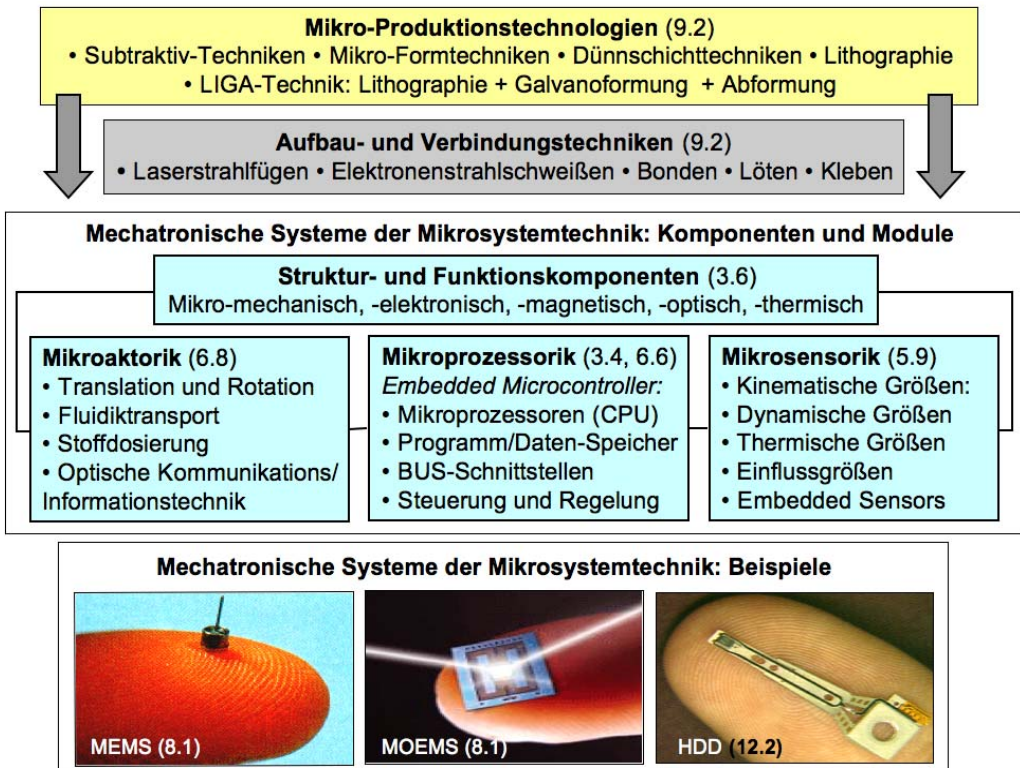 Mikro-Produktionstechnologien (9.2)
• Subtraktiv-Techniken • Mikro-Formtechniken • Dünnschichttechniken • Lithographie
• LIGA-Technik: Lithographie + Galvanoformung + Abformung
Aufbau- und Verbindungstechniken (9.2)
• Laserstrahlfügen • Elektronenstrahlschweißen • Bonden • Löten • Kleben
Mechatronische Systeme der Mikrosystemtechnik: Komponenten und Module
Struktur- und Funktionskomponenten (3.6)
Mikro-mechanisch, -elektronisch, -magnetisch, -optisch, -thermisch
Mikroaktorik (6.8)
• Translation und Rotation
• Fluidiktransport
• Stoffdosierung
• Optische Kommunikations/
Informationstechnik
Mikroprozessorik (3.4, 6.6)
Embedded Microcontroller:
• Mikroprozessoren (CPU)
• Programm/Daten-Speicher
• BUS-Schnittstellen
• Steuerung und Regelung
Mikrosensorik (5.9)
• Kinematische Größen:
• Dynamische Größen
• Thermische Größen
• Einflussgrößen
• Embedded Sensors
Mechatronische Systeme der Mikrosystemtechnik: Beispiele
MEMS (8.1)
MOEMS (8.1)
HDD (12.2)